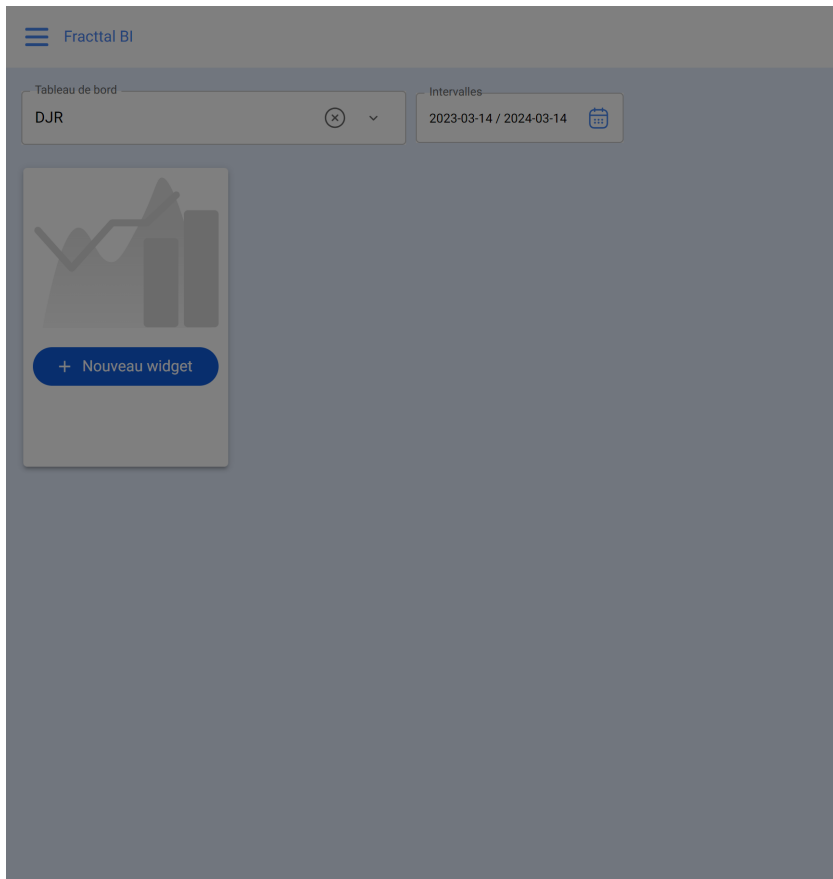 Fracttal BI
Tableau de bord
DJR
Intervalles
2023-03-14 / 2024-03-14
+ Nouveau widget